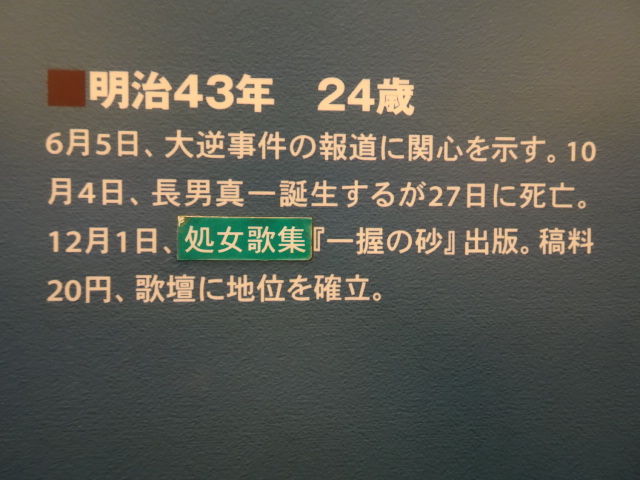 ■明治43年　24歳
6月5日、大逆事件の報道に関心を示す。10
月4日、長男真一誕生するが27日に死亡。
12月1日、処女歌集『一握の砂』出版。稿料
20円、歌壇に地位を確立。